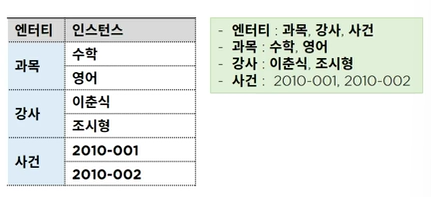 엔터티 인스턴스
과목 수학
영어
강사 이춘식
조시형
사건 2010-001
2010-002
- 엔터티 : 과목, 강사, 사건
- 과목 : 수학, 영어
- 강사 : 이춘식, 조시형
- 사건 : 2010-001, 2010-002